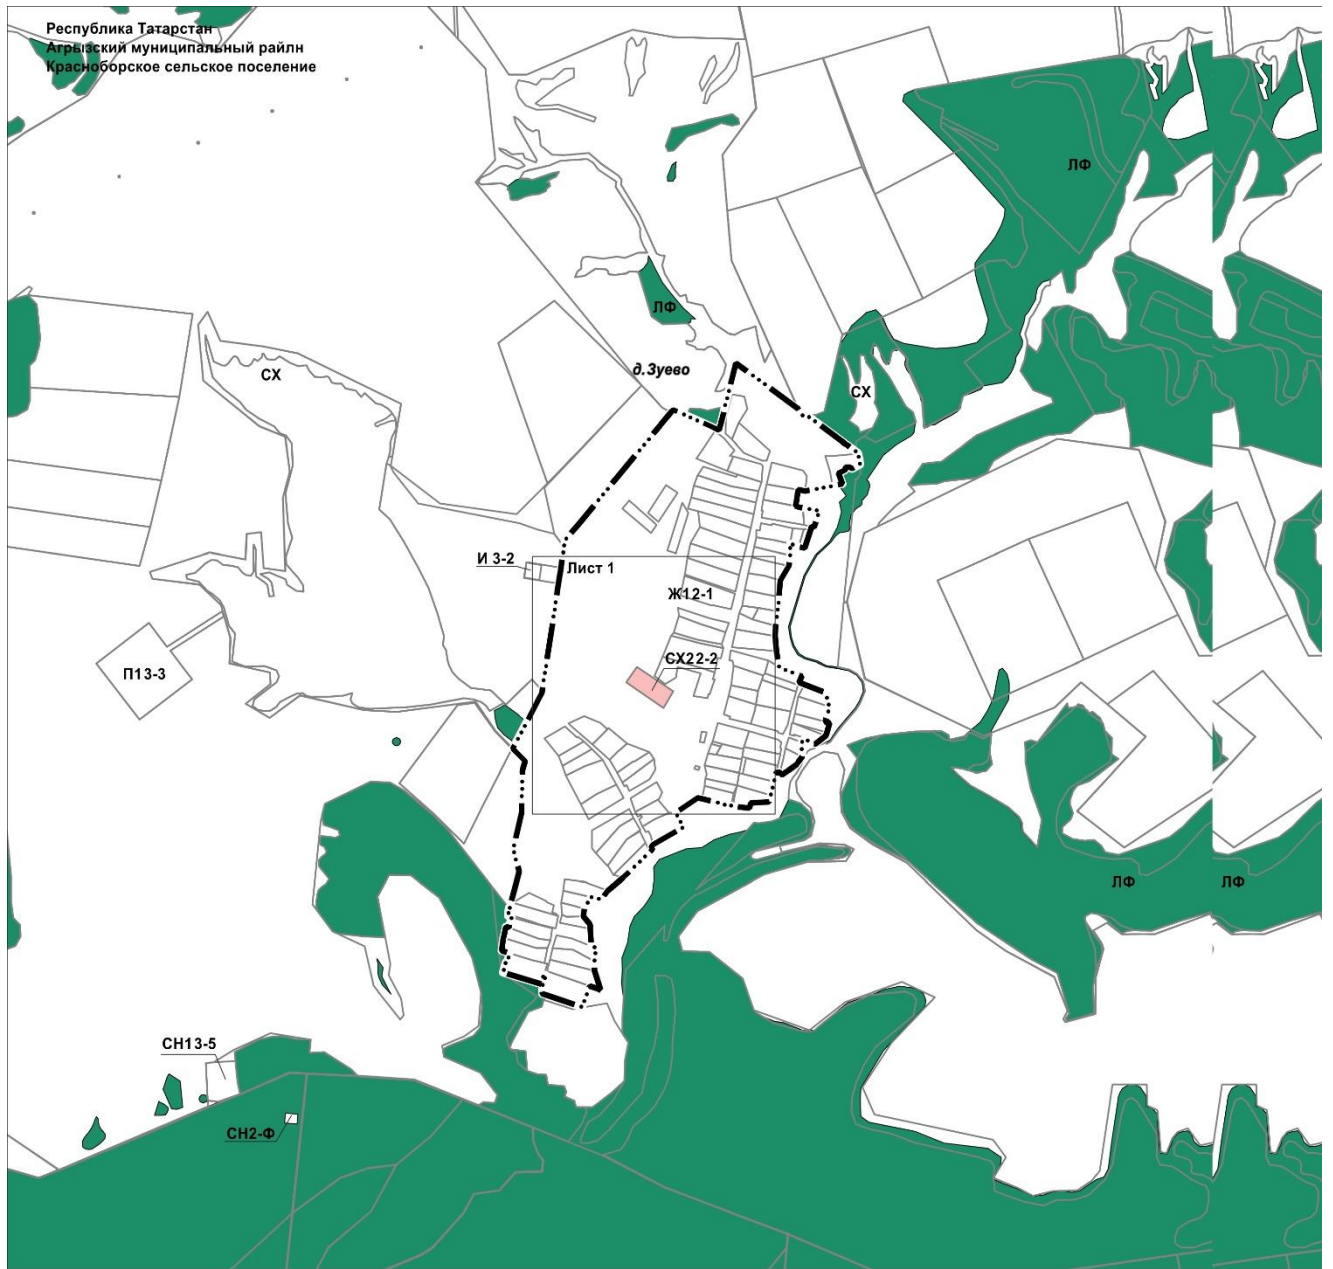 Республика Татарстан
Агрызский муниципальный райлн
Красноборское сельское поселение
ЛФ
ЛФ
д.Зуево
СХ
СХ
И 3-2
Лист 1
Ж12-1
СХ22-2
П13-3
ЛФ
ЛФ
СН13-5
СН2-Ф